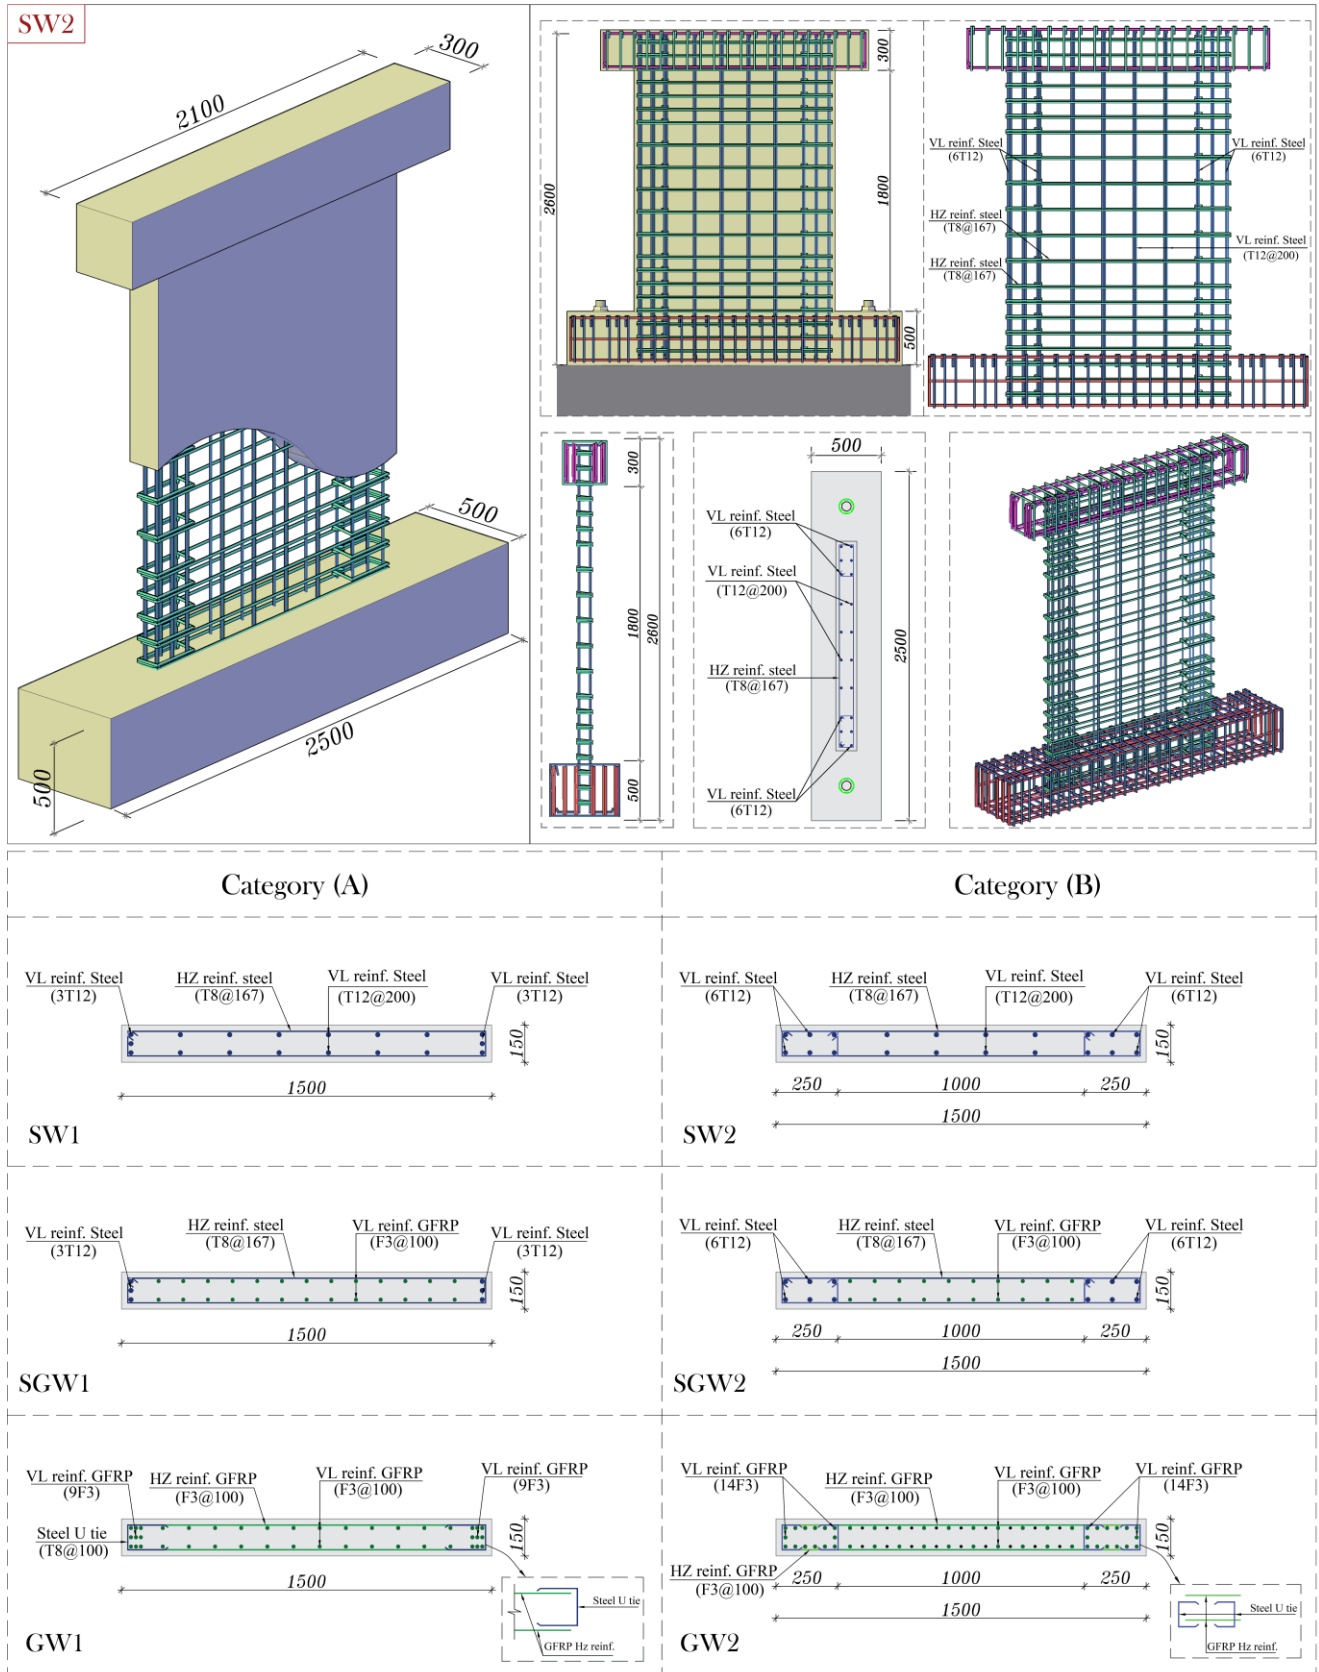 SW2
300
2100
500
2500
500
300
2600
1800
500
VL reinf. Steel
(6T12)
VL reinf. Steel
(6T12)
HZ reinf. steel
(T8@167)
VL reinf. Steel
(T12@200)
HZ reinf. steel
(T8@167)
300
1800
2600
500
500
VL reinf. Steel
(6T12)
VL reinf. Steel
(T12@200)
HZ reinf. steel
(T8@167)
2500
VL reinf. Steel
(6T12)
Category (A)
Category (B)
VL reinf. Steel
(3T12)
HZ reinf. steel
(T8@167)
VL reinf. Steel
(T12@200)
VL reinf. Steel
(3T12)
150
1500
SW1
VL reinf. Steel
(6T12)
HZ reinf. steel
(T8@167)
VL reinf. Steel
(T12@200)
VL reinf. Steel
(6T12)
150
250
1000
250
1500
SW2
VL reinf. Steel
(3T12)
HZ reinf. steel
(T8@167)
VL reinf. GFRP
(F3@100)
VL reinf. Steel
(3T12)
150
1500
SGW1
VL reinf. Steel
(6T12)
HZ reinf. steel
(T8@167)
VL reinf. GFRP
(F3@100)
VL reinf. Steel
(6T12)
150
250
1000
250
1500
SGW2
VL reinf. GFRP
(9F3)
HZ reinf. GFRP
(F3@100)
VL reinf. GFRP
(F3@100)
VL reinf. GFRP
(9F3)
Steel U tie
(T8@100)
150
1500
Steel U tie
GFRP Hz reinf.
GW1
VL reinf. GFRP
(14F3)
HZ reinf. GFRP
(F3@100)
VL reinf. GFRP
(F3@100)
VL reinf. GFRP
(14F3)
150
HZ reinf. GFRP
(F3@100)
250
1000
250
1500
Steel U tie
GFRP Hz reinf.
GW2